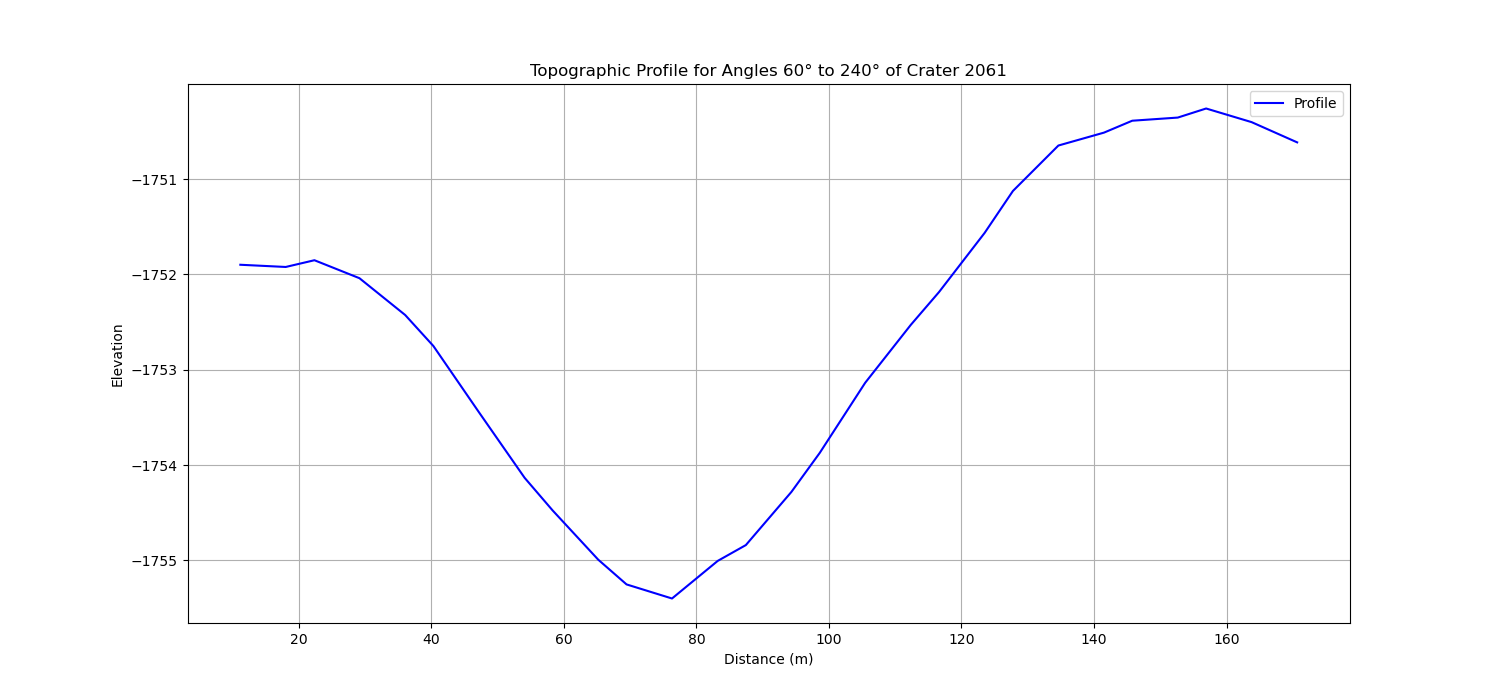 Topographic Profile for Angles 60° to 240° of Crater 2061
Profile
Elevation
−1751
−1752
−1753
−1754
−1755
20 40 60 80 100 120 140 160
Distance (m)